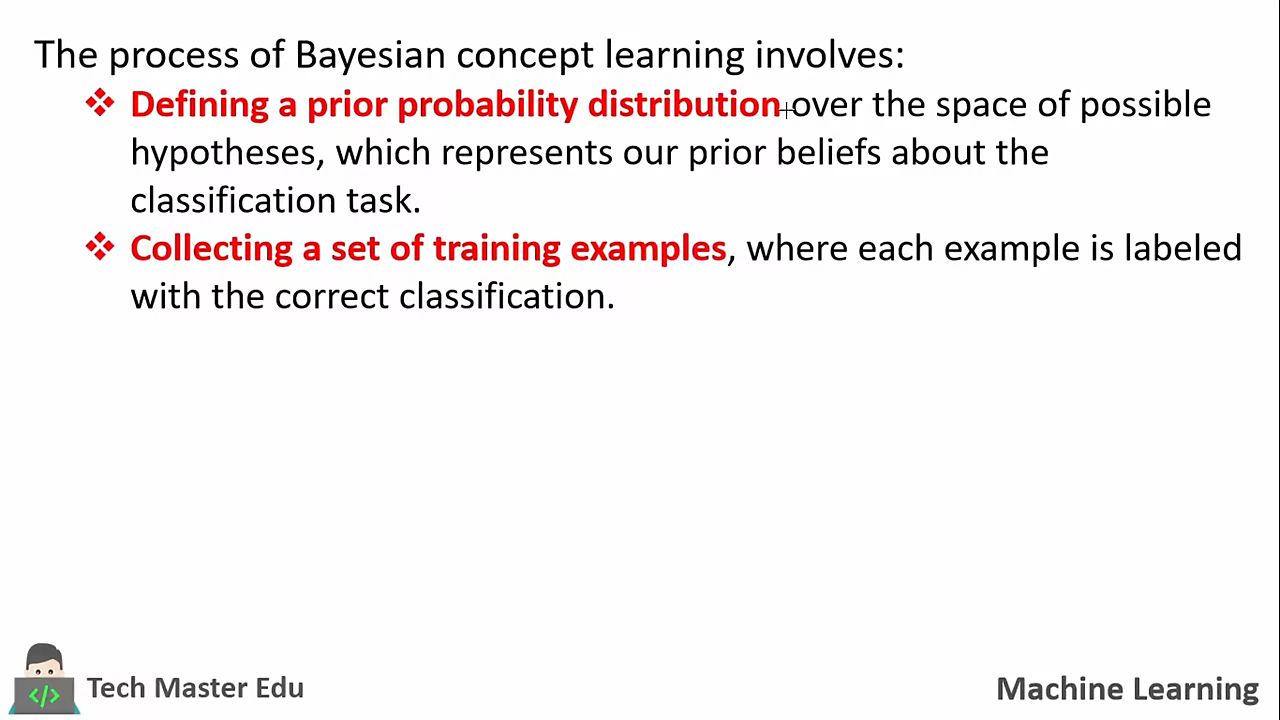 The process of Bayesian concept learning involves:
❖ Defining a prior probability distribution over the space of possible
hypotheses, which represents our prior beliefs about the
classification task.
❖ Collecting a set of training examples, where each example is labeled
with the correct classification.
</>
Tech Master Edu
Machine Learning